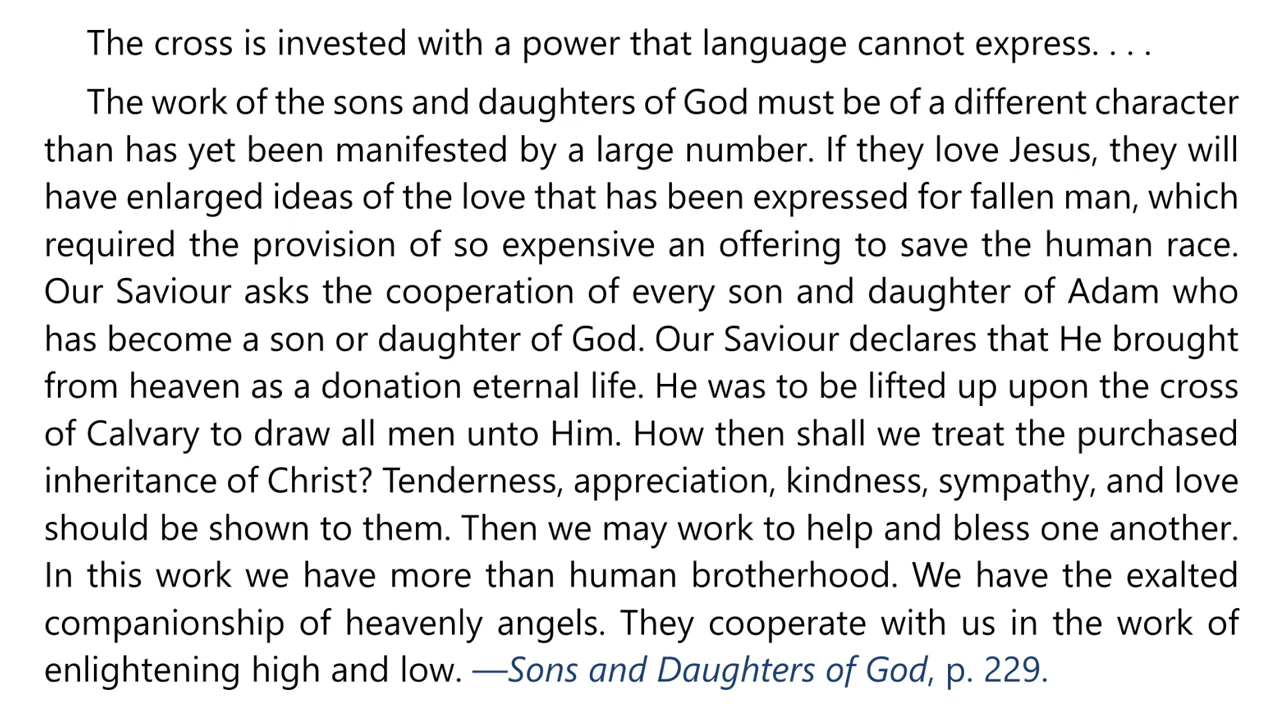 The cross is invested with a power that language cannot express. . . .
The work of the sons and daughters of God must be of a different character
than has yet been manifested by a large number. If they love Jesus, they will
have enlarged ideas of the love that has been expressed for fallen man, which
required the provision of so expensive an offering to save the human race.
Our Saviour asks the cooperation of every son and daughter of Adam who
has become a son or daughter of God. Our Saviour declares that He brought
from heaven as a donation eternal life. He was to be lifted up upon the cross
of Calvary to draw all men unto Him. How then shall we treat the purchased
inheritance of Christ? Tenderness, appreciation, kindness, sympathy, and love
should be shown to them. Then we may work to help and bless one another.
In this work we have more than human brotherhood. We have the exalted
companionship of heavenly angels. They cooperate with us in the work of
enlightening high and low. —Sons and Daughters of God, p. 229.